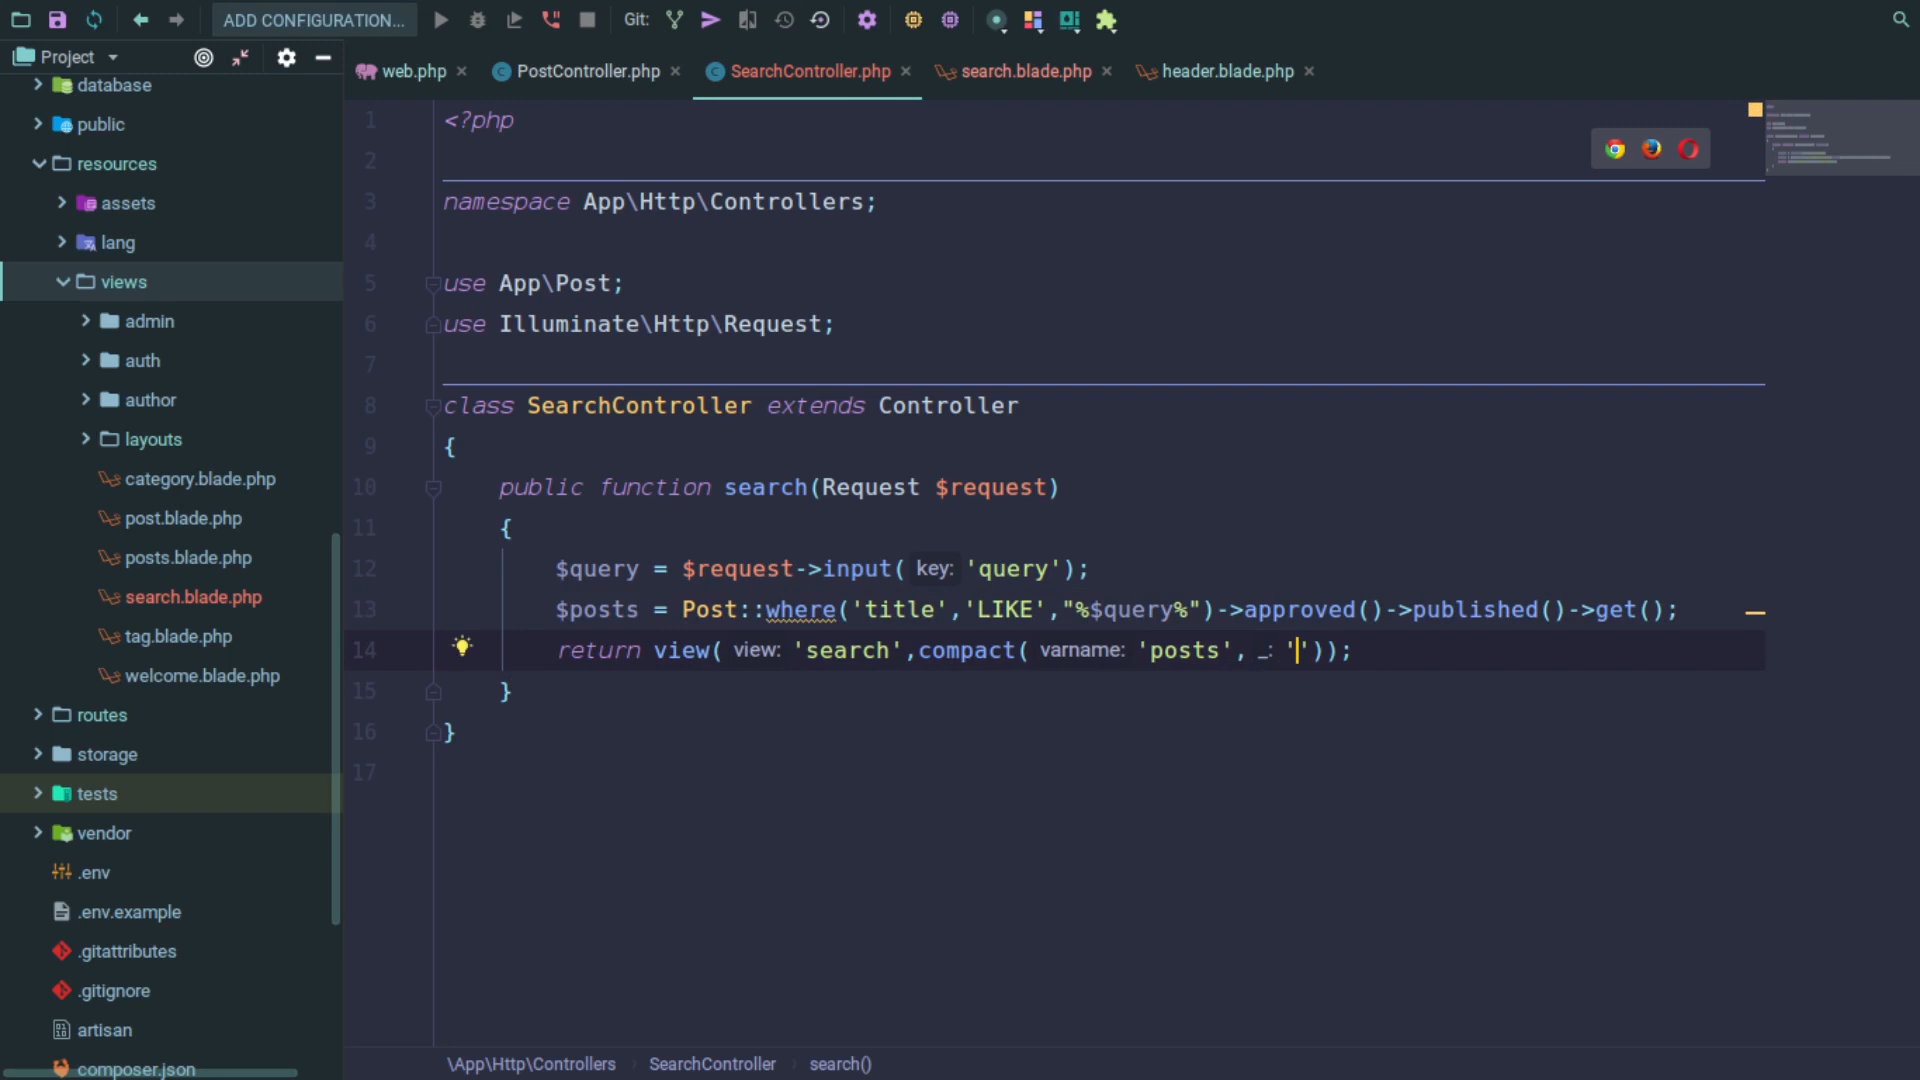 ADD CONFIGURATION...
Git:
Project
web.php
PostController.php
SearchController.php
search.blade.php
header.blade.php
database
public
resources
assets
lang
views
admin
auth
author
layouts
category.blade.php
post.blade.php
posts.blade.php
search.blade.php
tag.blade.php
welcome.blade.php
routes
storage
tests
vendor
.env
.env.example
.gitattributes
.gitignore
artisan
composer.json
1 <?php
2
3 namespace App\Http\Controllers;
4
5 use App\Post;
6 use Illuminate\Http\Request;
7
8 class SearchController extends Controller
9 {
10 public function search(Request $request)
11 {
12 $query = $request->input( key: 'query');
13 $posts = Post::where('title','LIKE',"%$query%")->approved()->published()->get();
14 return view( view: 'search',compact( varname: 'posts', _: ''));
15 }
16 }
17
\App\Http\Controllers SearchController search()